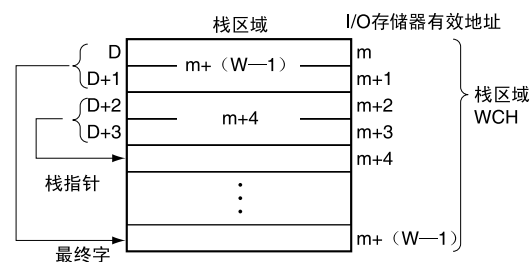 栈区域
I/O存储器有效地址
D
m+（W—1）
m
D+1
m+1
D+2
m+4
m+2
D+3
m+3
m+4
栈区域
WCH
栈指针
m+（W—1）
最终字